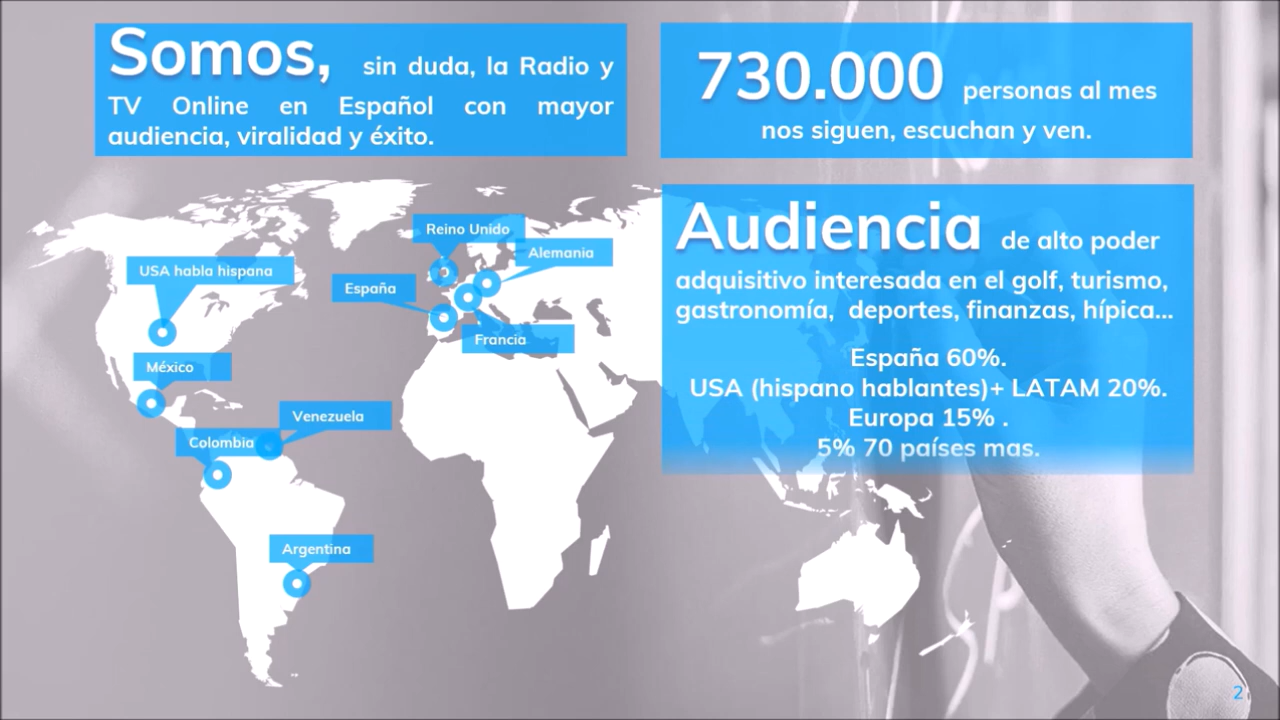 Somos, sin duda, la Radio y
TV Online en Español con mayor
audiencia, viralidad y éxito.
730.000 personas al mes
nos siguen, escuchan y ven.
Audiencia de alto poder
adquisitivo interesada en el golf, turismo,
gastronomía, deportes, finanzas, hípica...
España 60%.
USA (hispano hablantes)+ LATAM 20%.
Europa 15% .
5% 70 países mas.
Reino Unido
Alemania
USA habla hispana
España
Francia
México
Venezuela
Colombia
Argentina
2